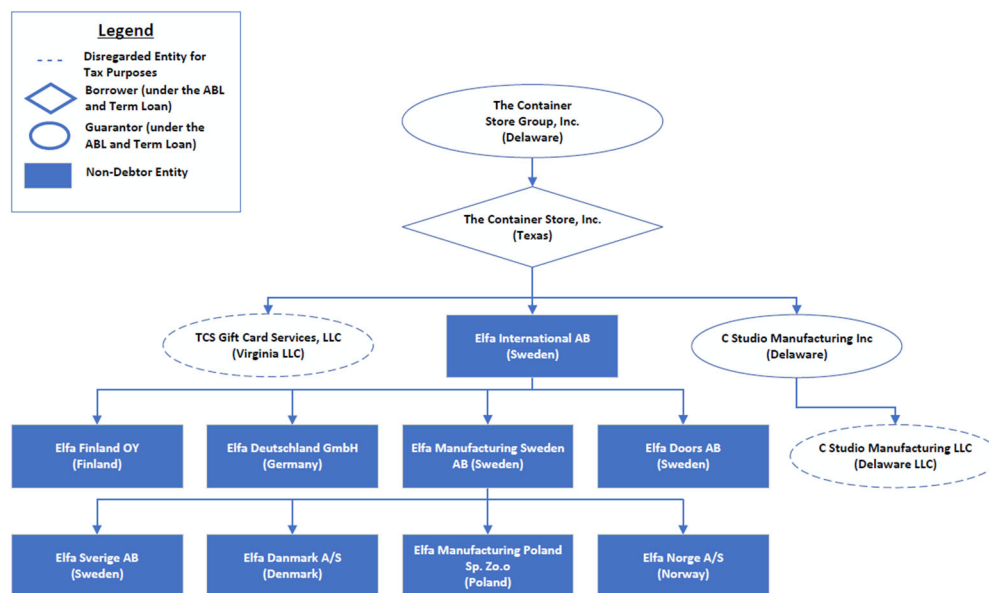 Legend
Disregarded Entity for
Tax Purposes
Borrower (under the ABL
and Term Loan)
Guarantor (under the
ABL and Term Loan)
Non-Debtor Entity
The Container
Store Group, Inc.
(Delaware)
The Container Store, Inc.
(Texas)
TCS Gift Card Services, LLC
(Virginia LLC)
Elfa International AB
(Sweden)
C Studio Manufacturing Inc
(Delaware)
Elfa Finland OY
(Finland)
Elfa Deutschland GmbH
(Germany)
Elfa Manufacturing Sweden
AB (Sweden)
Elfa Doors AB
(Sweden)
C Studio Manufacturing LLC
(Delaware LLC)
Elfa Sverige AB
(Sweden)
Elfa Danmark A/S
(Denmark)
Elfa Manufacturing Poland
Sp. Zo.o
(Poland)
Elfa Norge A/S
(Norway)